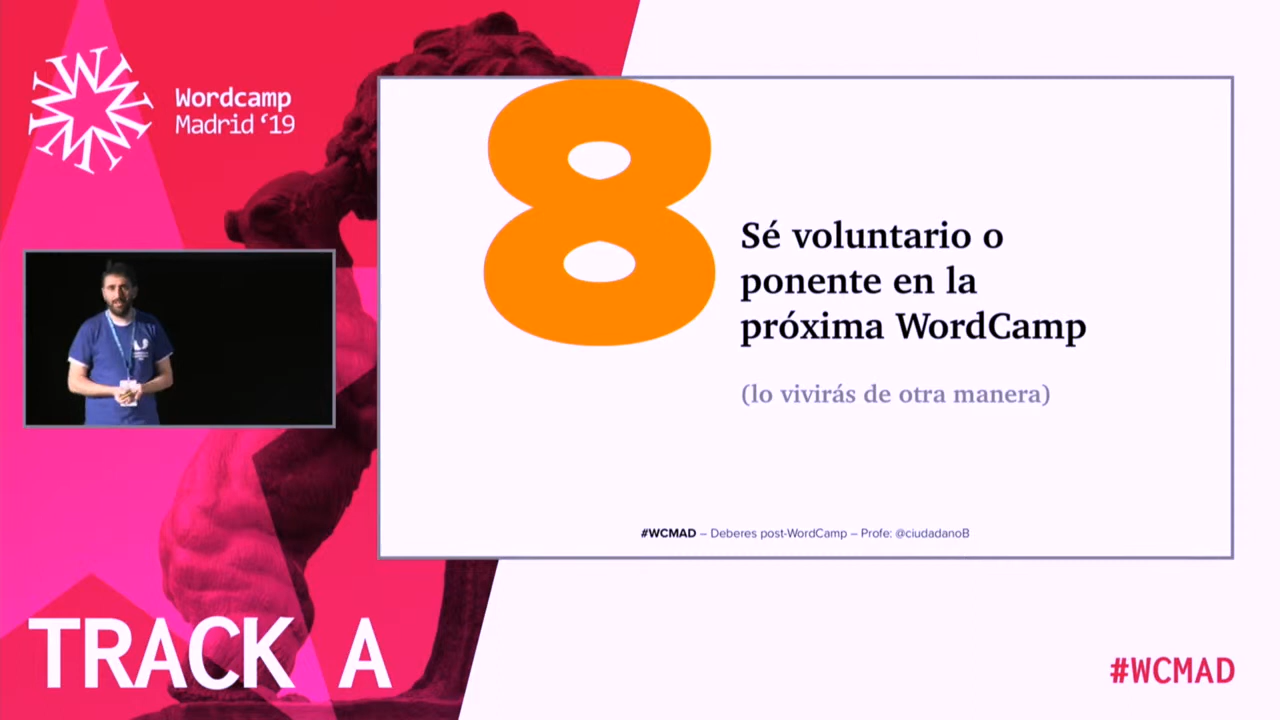 Wordcamp
Madrid ‘19
8
Sé voluntario o
ponente en la
próxima WordCamp
(lo vivirás de otra manera)
#WCMAD – Deberes post-WordCamp – Profe: @ciudadanoB
TRACK A
#WCMAD